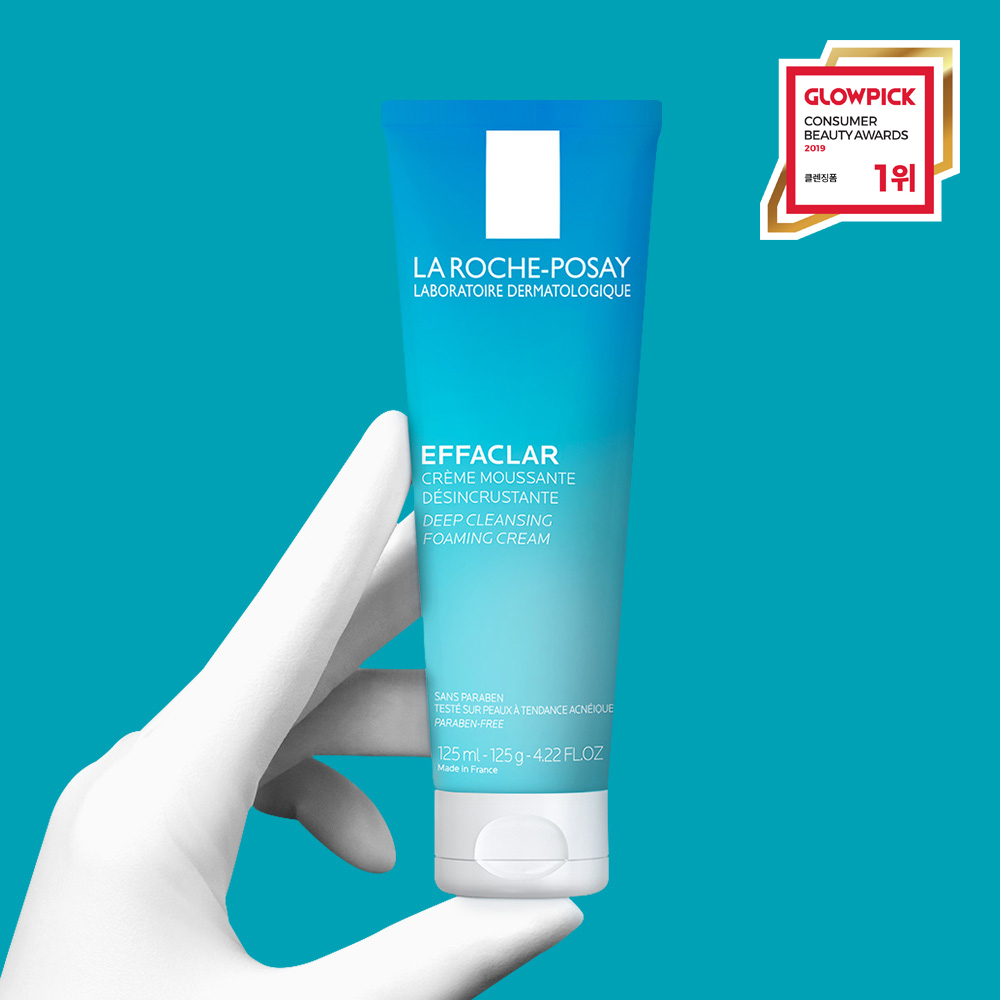 GLOWPICK
CONSUMER
BEAUTY AWARDS
2019
클렌징폼
1위
LA ROCHE-POSAY
LABORATOIRE DERMATOLOGIQUE
EFFACLAR
CRÈME MOUSSANTE
DÉSINCRUSTANTE
DEEP CLEANSING
FOAMING CREAM
SANS PARABEN
TESTÉ SUR PEAUX À TENDANCE ACNÉIQUE
PARABEN-FREE
125 ml - 125 g - 4.22 FL.OZ
Made in France